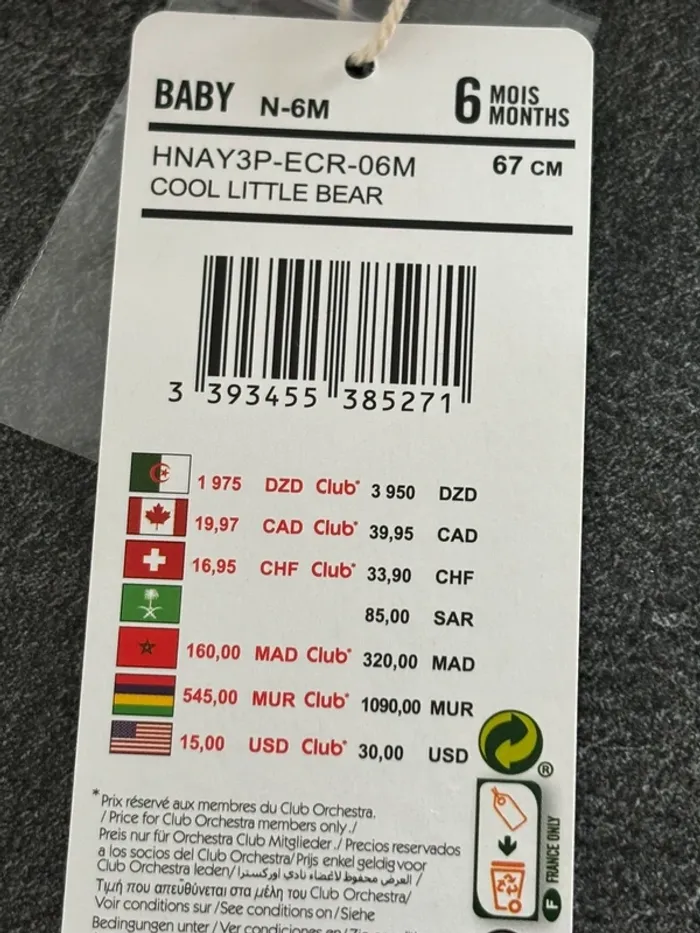 BABY N-6M 6 MOIS MONTHS
HNAY3P-ECR-06M 67 CM
COOL LITTLE BEAR
3 393455 385271
1 975 DZD Club* 3 950 DZD
19,97 CAD Club* 39,95 CAD
16,95 CHF Club* 33,90 CHF
85,00 SAR
160,00 MAD Club* 320,00 MAD
545,00 MUR Club* 1090,00 MUR
15,00 USD Club* 30,00 USD
®
FRANCE ONLY
F
*Prix réservé aux membres du Club Orchestra.
/ Price for Club Orchestra members only./
Preis nur für Orchestra Club Mitglieder./ Precios reservados
a los socios del Club Orchestra/ Prijs enkel geldig voor
Club Orchestra leden/ العرض محفوظ لأعضاء نادي اوركسترا /
Τιμή που απευθύνεται στα μέλη του Club Orchestra/
Voir conditions sur /See conditions on/ Siehe
Bedingungen unter / Ver condiciones en /